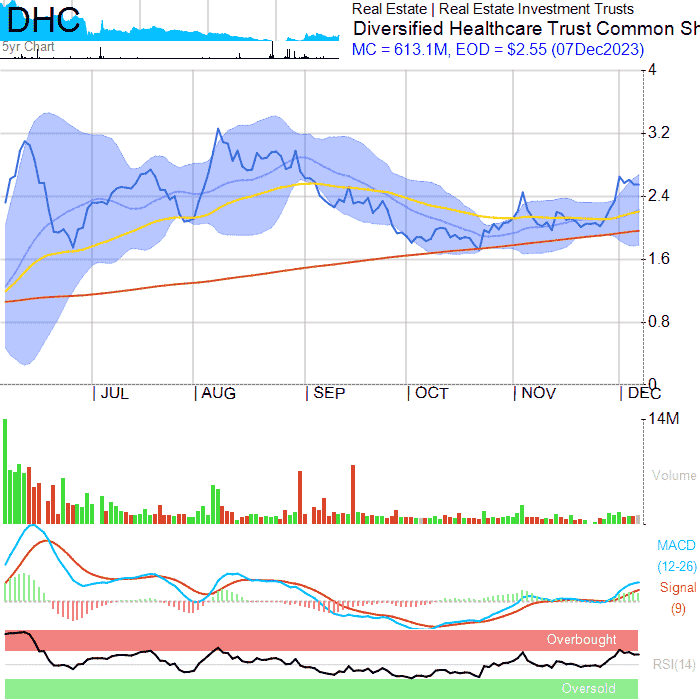 DHC
5yr Chart
Real Estate | Real Estate Investment Trusts
Diversified Healthcare Trust Common Sh
MC = 613.1M, EOD = $2.55 (07Dec2023)
4
3.2
2.4
1.6
0.8
0
JUL AUG SEP OCT NOV DEC
14M
Volume
MACD
(12-26)
Signal
(9)
Overbought
RSI(14)
Oversold